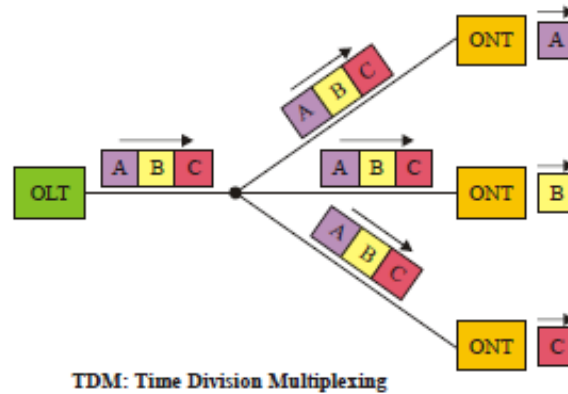 ONT A
A B C
A B C
OLT
A B C
ONT B
A B C
ONT C
TDM: Time Division Multiplexing